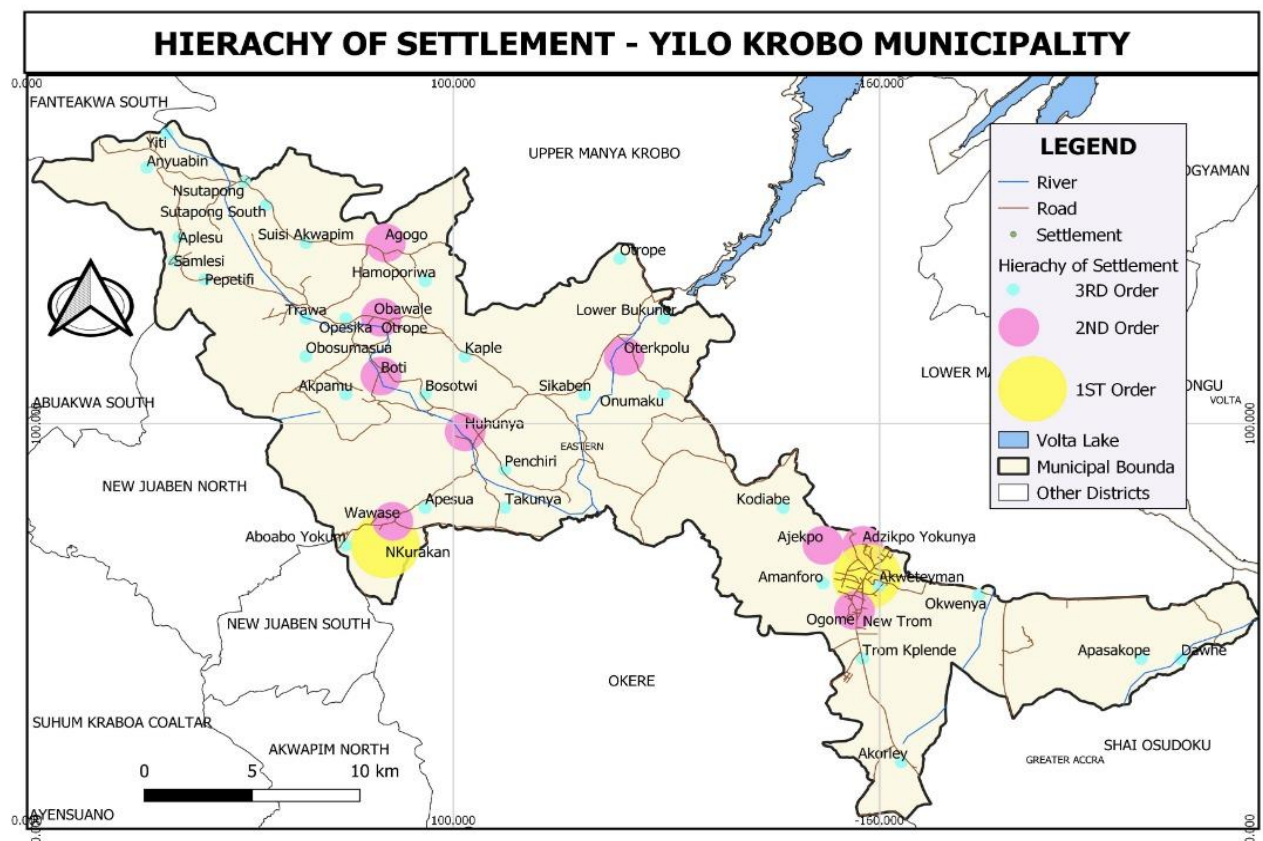 HIERACHY OF SETTLEMENT - YILO KROBO MUNICIPALITY
0.000
100.000
-160.000
FANTEAKWA SOUTH
UPPER MANYA KROBO
Yiti
Anyuabin
Nsutapong
Sutapong South
Aplesu
Suisi Akwapim
Agogo
Samlesi
Pepetifi
Hamoporiwa
Otrope
Trawa
Obawale
Opesika
Otrope
Lower Bukunor
Obosumasua
Boti
Kaple
Oterkpolu
Akpamu
Bosotwi
Sikaben
Onumaku
ABUAKWA SOUTH
100.000
Huhunya
EASTERN
Penchiri
NEW JUABEN NORTH
Wawase
Apesua
Takunya
Kodiabe
Aboabo Yokum
NKurakan
Ajekpo
Adzikpo Yokunya
Amanforo
Akweteyman
Okwenya
Ogome
New Trom
NEW JUABEN SOUTH
Trom Kplende
Apasakope
Dawhe
OKERE
SUHUM KRABOA COALTAR
AKWAPIM NORTH
Akorley
SHAI OSUDOKU
GREATER ACCRA
0 5 10 km
AYENSUANO
100.000
-160.000
LEGEND
River
Road
Settlement
Hierachy of Settlement
3RD Order
2ND Order
1ST Order
Volta Lake
Municipal Bounda
Other Districts
OGYAMAN
LOWER MA
ONGU
VOLTA
100.000